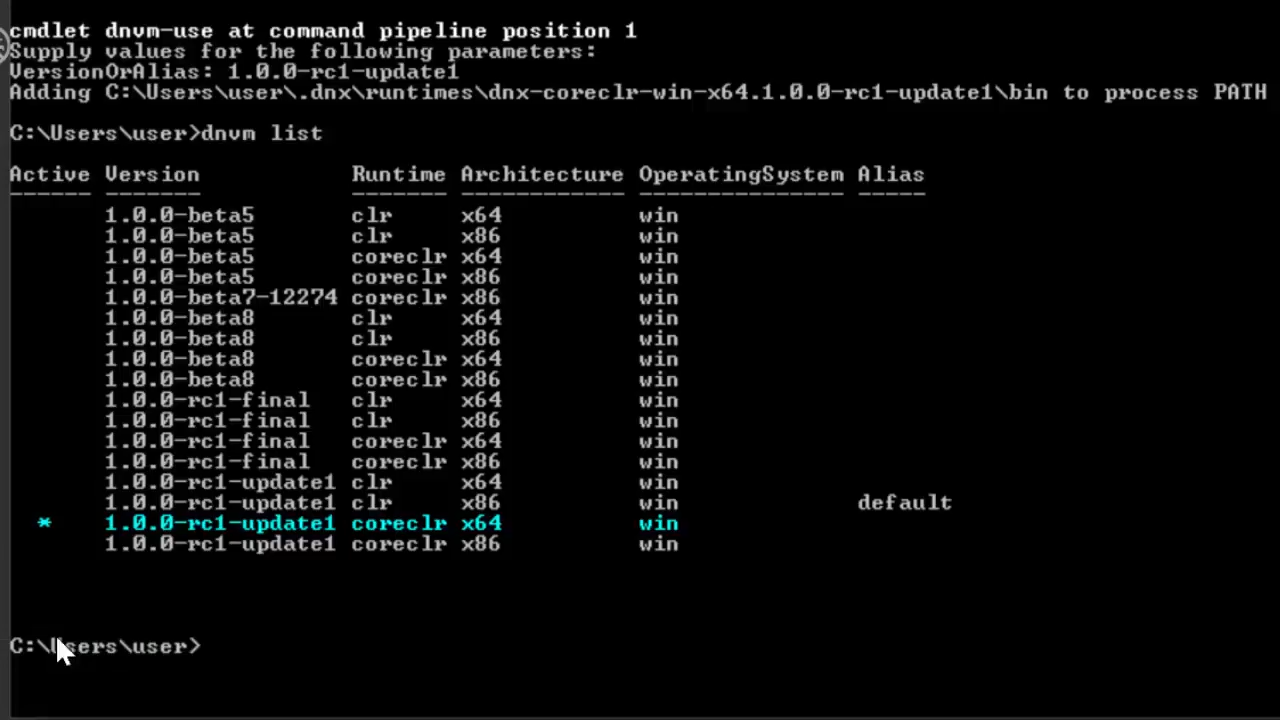 cmdlet dnvm-use at command pipeline position 1
Supply values for the following parameters:
VersionOrAlias: 1.0.0-rc1-update1
Adding C:\Users\user\.dnx\runtimes\dnx-coreclr-win-x64.1.0.0-rc1-update1\bin to process PATH
C:\Users\user>dnvm list
Active Version Runtime Architecture OperatingSystem Alias
------ ------- ------- ------------ --------------- -----
1.0.0-beta5 clr x64 win
1.0.0-beta5 clr x86 win
1.0.0-beta5 coreclr x64 win
1.0.0-beta5 coreclr x86 win
1.0.0-beta7-12274 coreclr x86 win
1.0.0-beta8 clr x64 win
1.0.0-beta8 clr x86 win
1.0.0-beta8 coreclr x64 win
1.0.0-beta8 coreclr x86 win
1.0.0-rc1-final clr x64 win
1.0.0-rc1-final clr x86 win
1.0.0-rc1-final coreclr x64 win
1.0.0-rc1-final coreclr x86 win
1.0.0-rc1-update1 clr x64 win
1.0.0-rc1-update1 clr x86 win default
* 1.0.0-rc1-update1 coreclr x64 win
1.0.0-rc1-update1 coreclr x86 win
C:\Users\user>